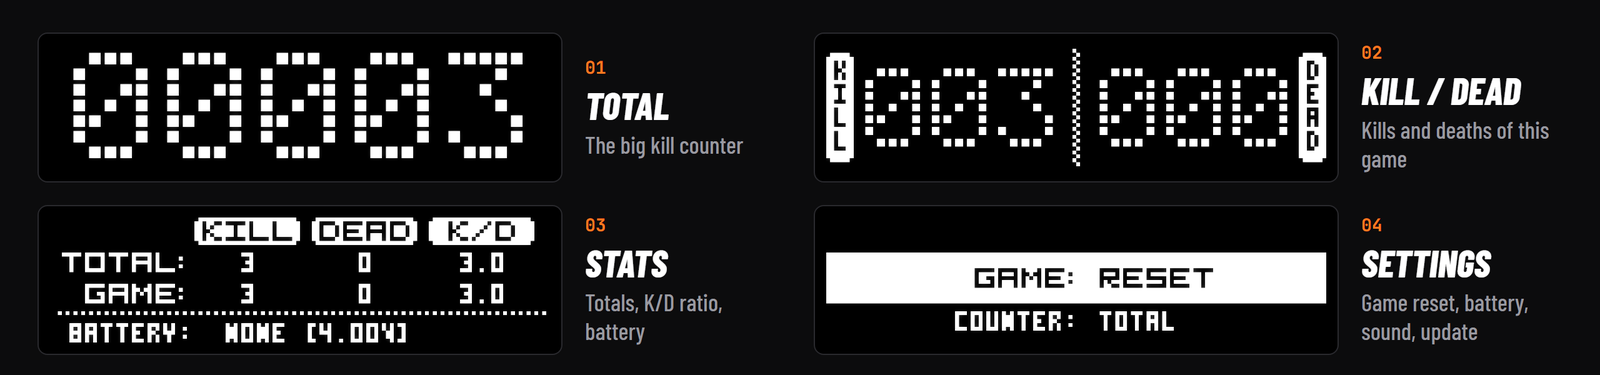 00003
01
TOTAL
The big kill counter
KILL
003
000
DEAD
02
KILL / DEAD
Kills and deaths of this
game
KILL DEAD K/D
TOTAL: 3 0 3.0
GAME: 3 0 3.0
BATTERY: NONE [4.00V]
03
STATS
Totals, K/D ratio,
battery
GAME: RESET
COUNTER: TOTAL
04
SETTINGS
Game reset, battery,
sound, update